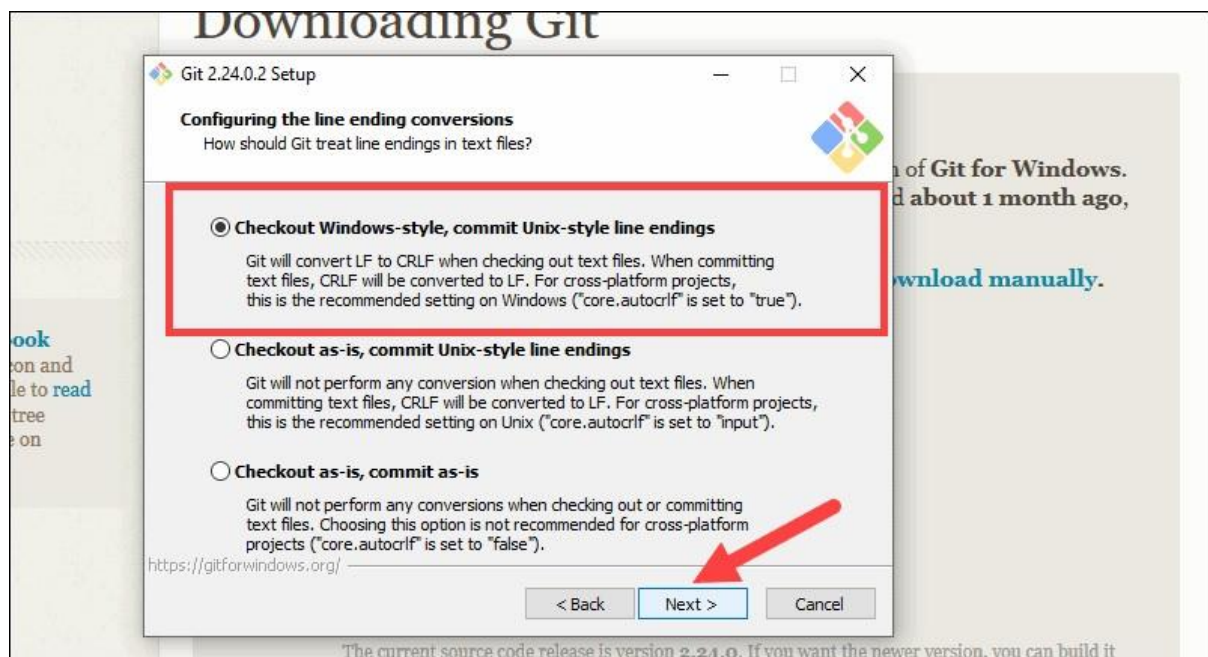 Downloading Git
Git 2.24.0.2 Setup
Configuring the line ending conversions
How should Git treat line endings in text files?
Checkout Windows-style, commit Unix-style line endings
Git will convert LF to CRLF when checking out text files. When committing
text files, CRLF will be converted to LF. For cross-platform projects,
this is the recommended setting on Windows ("core.autocrlf" is set to "true").
Checkout as-is, commit Unix-style line endings
Git will not perform any conversion when checking out text files. When
committing text files, CRLF will be converted to LF. For cross-platform projects,
this is the recommended setting on Unix ("core.autocrlf" is set to "input").
Checkout as-is, commit as-is
Git will not perform any conversions when checking out or committing
text files. Choosing this option is not recommended for cross-platform
projects ("core.autocrlf" is set to "false").
https://gitforwindows.org/
< Back
Next >
Cancel
of Git for Windows.
about 1 month ago,
download manually.
and
to read
tree
on
The current source code release is version 2.24.0. If you want the newer version, you can build it